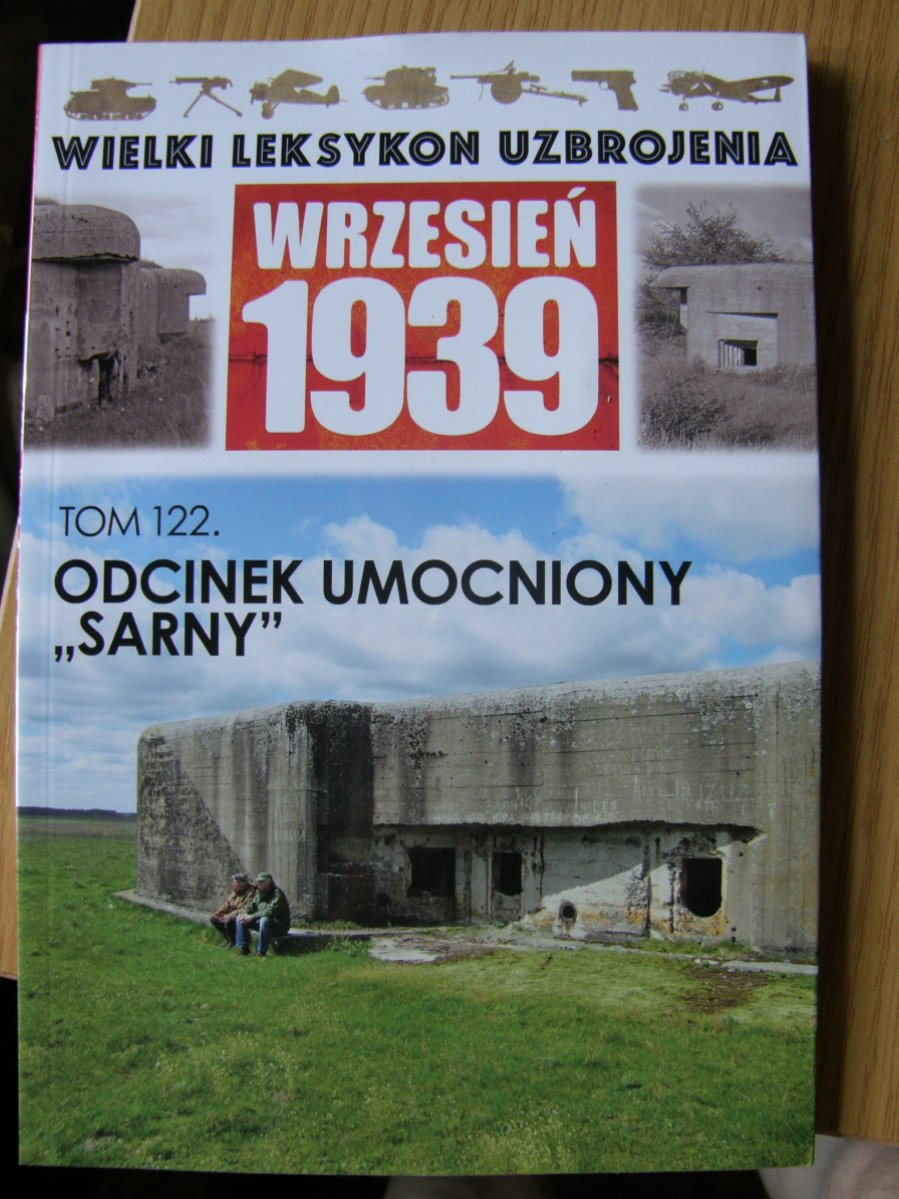 WIELKI LEKSYKON UZBROJENIA
WRZESIEŃ
1939
TOM 122.
ODCINEK UMOCNIONY
„SARNY”